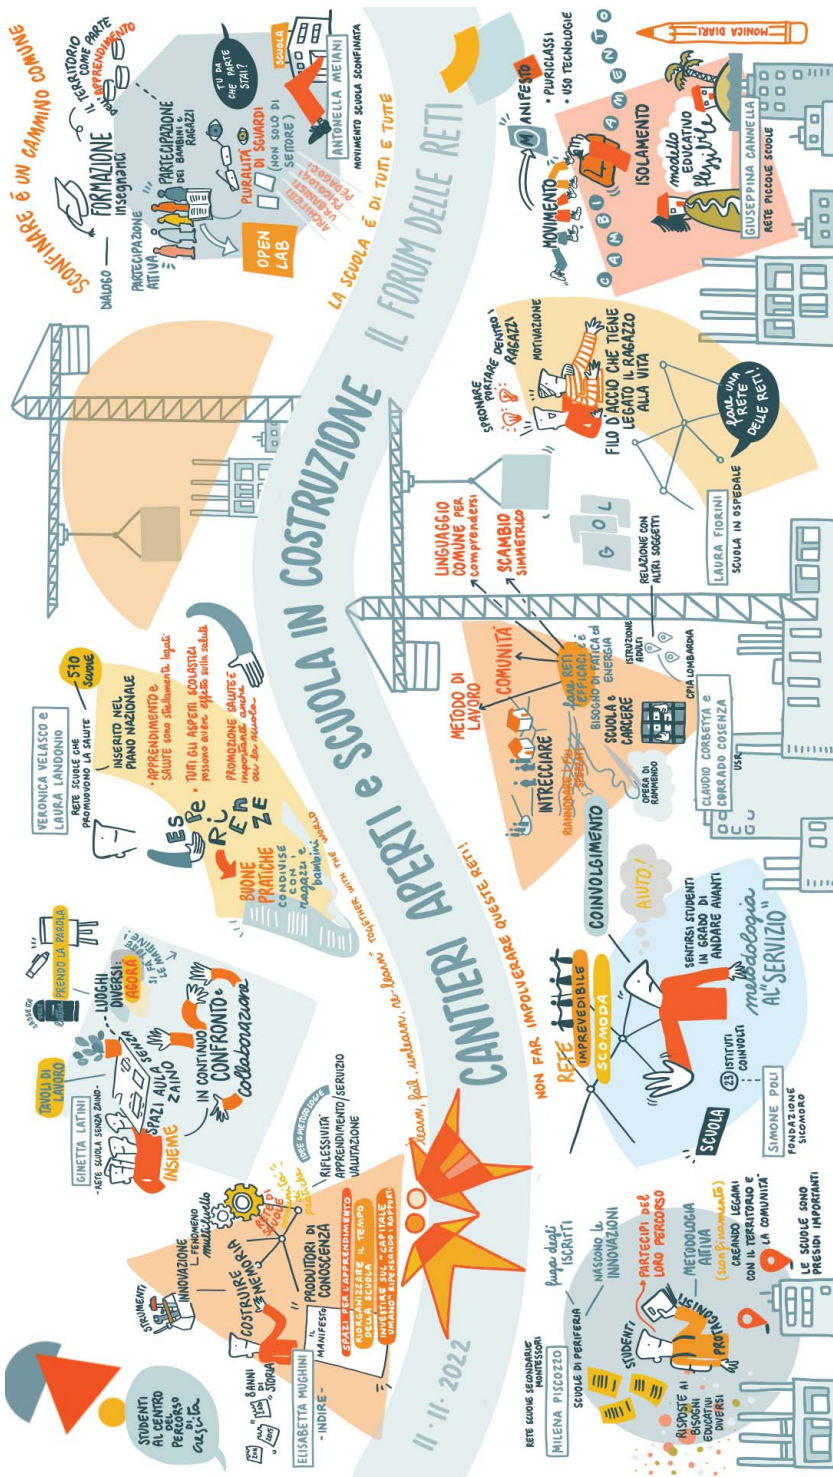 CANTIERI APERTI e SCUOLA IN COSTRUZIONE IL FORUM DELLE RETI
11·11·2022
STUDENTI
AL CENTRO
DEL
PERCORSO
DI
crescita
STRUMENTI
INNOVAZIONE
FENOMENO
multilivello
10 ANNI
DI
STORIA
COSTRUIRE
MEMORIA
RETE DI
SCUOLE
PRODUTTORI DI
CONOSCENZA
IDEE e METODOLOGIE
RIFLESSIVITÀ
APPRENDIMENTO/SERVIZIO
VALUTAZIONE
ELISABETTA MUGHINI
- INDIRE -
IL
MANIFESTO
SPAZI PER L'APPRENDIMENTO
RIORGANIZZARE IL TEMPO
DELLA SCUOLA
INVESTIRE SUL "CAPITALE
UMANO" RIPENSANDO I RAPPORTI
learn, fail, unlearn, re-learn TOGETHER WITH THE WORLD
TAVOLI DI
LAVORO
PRENDO LA PAROLA
GINETTA LATINI
- RETE SCUOLA SENZA ZAINO -
SPAZI AULA
SENZA
ZAINO
LUOGHI
DIVERSI:
AGORÀ
INSIEME
IN CONTINUO
CONFRONTO e
collaborazione
VERONICA VELASCO e
LAURA LANDONIO
RETE SCUOLE CHE
PROMUOVONO LA SALUTE
570
SCUOLE
INSERITO NEL
PIANO NAZIONALE
• APPRENDIMENTO e
SALUTE sono strettamente legati
• TUTTI GLI ASPETTI SCOLASTICI
possono avere effetto sulla salute
PROMOZIONE SALUTE è
importante anche
per la scuola
ESPERIENZE
BUONE
PRATICHE
CONDIVISE
CON i
ragazzi e
bambini
SCONFINARE È UN CAMMINO COMUNE
DIALOGO
FORMAZIONE
insegnanti
IL TERRITORIO
COME PARTE
DELL'APPRENDIMENTO
PARTECIPAZIONE
ATTIVA
PARTECIPAZIONE
DEI BAMBINI e
RAGAZZI
TU DA
CHE PARTE
STAI?
PLURALITÀ
DI SGUARDI
(NON SOLO DI
SETTORE)
ARCHITETTI
URBANISTI
PSICOLOGI
PEDAGOGI
OPEN
LAB
SCUOLA
ANTONELLA MEIANI
MOVIMENTO SCUOLA SCONFINATA
LA SCUOLA È DI TUTTI E TUTTE
RETE SCUOLE SECONDARIE
MONTESSORI
MILENA PISCOZZO
SCUOLE DI PERIFERIA
fuga degli
ISCRITTI
NASCONO le
INNOVAZIONI
STUDENTI
PARTECIPI DEL
LORO PERCORSO
PROTAGONISTI
METODOLOGIA
ATTIVA
(sconfinamento)
CREANDO LEGAMI
CON IL TERRITORIO E
LA COMUNITÀ
RISPOSTE AI
BISOGNI
EDUCATIVI
DIVERSI
LE SCUOLE SONO
PRESIDI IMPORTANTI
NON FAR IMPOLVERARE QUESTE RETI!
RETE
IMPREVEDIBILE
SCOMODA
COINVOLGIMENTO
AIUTO!
SCUOLA
23 ISTITUTI
COINVOLTI
SENTIRSI STUDENTI
IN GRADO DI
ANDARE AVANTI
metodologia
AL "SERVIZIO"
SIMONE POLI
FONDAZIONE
SICOMORO
METODO DI
LAVORO
COMUNITÀ
LINGUAGGIO
COMUNE PER
comprendersi
SCAMBIO
SIMMETRICO
INTRECCIARE
RIANNODARE I FILI
SPEZZATI
fare RETI
EFFICACI: C'È
BISOGNO DI FATICA ed
ENERGIA
SCUOLA e
CARCERE
OPERA DI
RAMMENDO
ISTRUZIONE
ADULTI
RELAZIONE CON
ALTRI SOGGETTI
CPIA LOMBARDIA
CLAUDIO CORBETTA e
CORRADO COSENZA
USR
G O L
SPRONARE
PORTARE DENTRO I
RAGAZZI
MOTIVAZIONE
FILO D'ACCIO CHE TIENE
LEGATO IL RAGAZZO
ALLA VITA
fare UNA
RETE
DELLE RETI!
LAURA FIORINI
SCUOLA IN OSPEDALE
MOVIMENTO
MANIFESTO
• PLURICLASSI
• USO TECNOLOGIE
CAMBIAMENTO
ISOLAMENTO
modello
EDUCATIVO
flessibile
GIUSEPPINA CANNELLA
RETE PICCOLE SCUOLE
MONICA DIARI